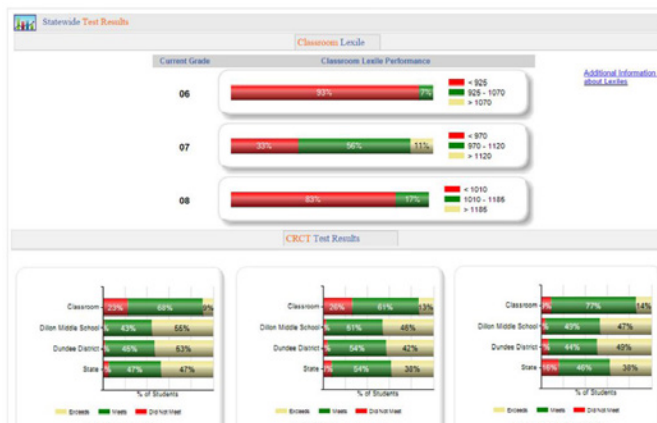 Statewide Test Results
Classroom Lexile
Current Grade Classroom Lexile Performance
Additional Information
about Lexiles
06
93% 7%
< 925
925 - 1070
> 1070
07
33% 56% 11%
< 970
970 - 1120
> 1120
08
83% 17%
< 1010
1010 - 1185
> 1185
CRCT Test Results
Classroom 23% 68% 9%
Dillon Middle School 43% 55%
Dundee District 46% 53%
State 47% 47%
% of Students
Exceeds Meets Did Not Meet
Classroom 26% 61% 13%
Dillon Middle School 51% 46%
Dundee District 54% 42%
State 54% 38%
% of Students
Exceeds Meets Did Not Meet
Classroom 77% 14%
Dillon Middle School 49% 47%
Dundee District 44% 49%
State 16% 46% 38%
% of Students
Exceeds Meets Did Not Meet